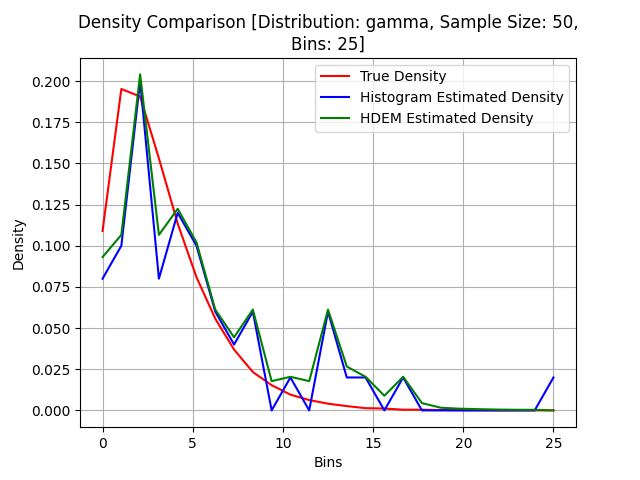 Density Comparison [Distribution: gamma, Sample Size: 50,
Bins: 25]
True Density
Histogram Estimated Density
HDEM Estimated Density
Density
0.200
0.175
0.150
0.125
0.100
0.075
0.050
0.025
0.000
0 5 10 15 20 25
Bins